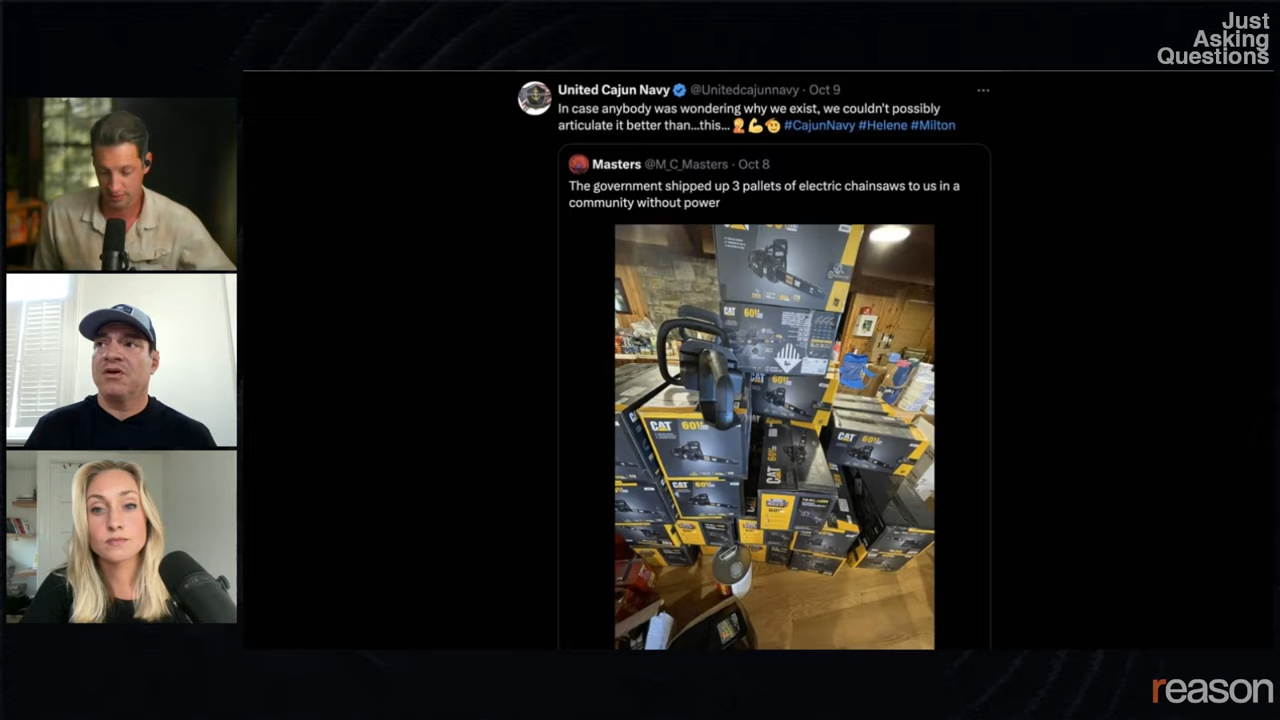 Just
Asking
Questions
United Cajun Navy @Unitedcajunnavy · Oct 9
In case anybody was wondering why we exist, we couldn't possibly
articulate it better than...this... #CajunNavy #Helene #Milton
Masters @M_C_Masters · Oct 8
The government shipped up 3 pallets of electric chainsaws to us in a
community without power
CAT 60V
CAT 60V
CAT 60V
CAT
CAT 60V
CAT
reason